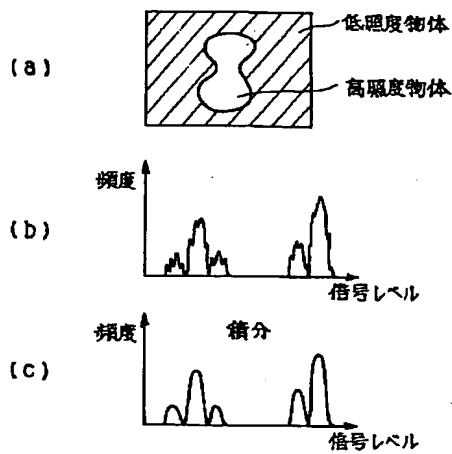 低照度物体
(a)
高照度物体
頻度
(b)
信号レベル
頻度
積分
(c)
信号レベル